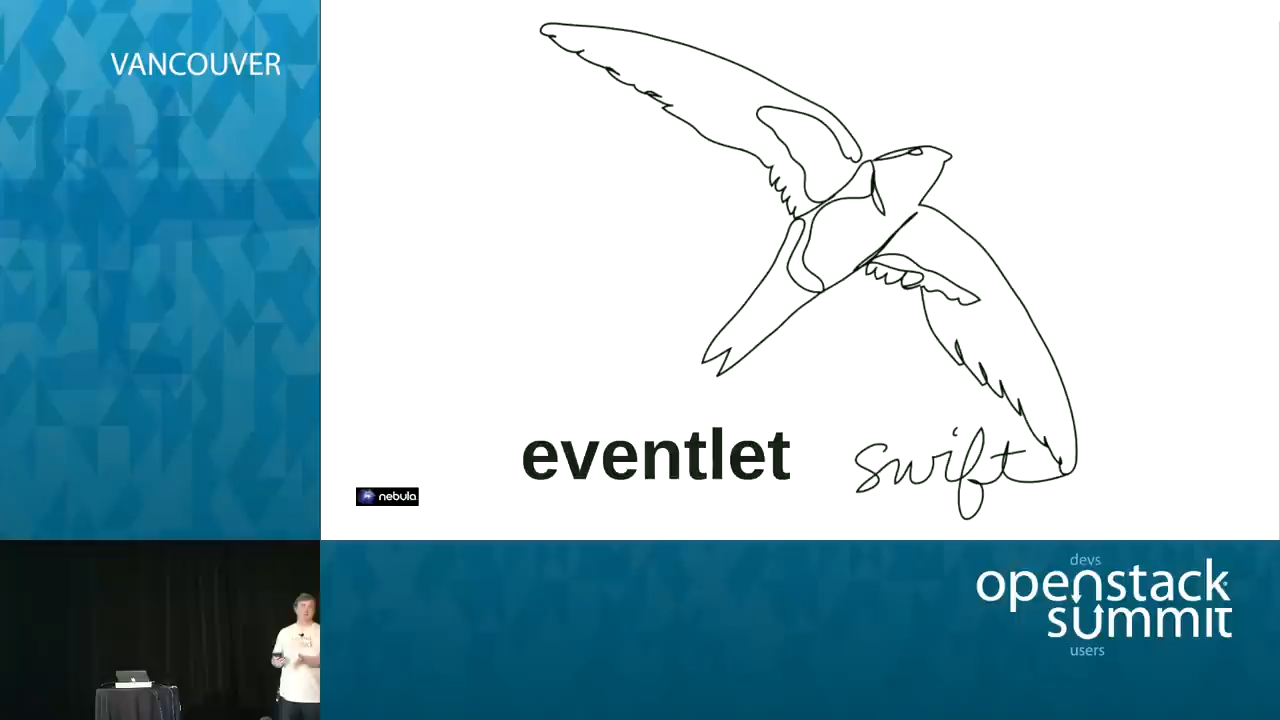 VANCOUVER
eventlet
swift
nebula
devs
openstack
summit
users